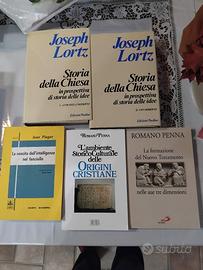 Joseph
Lortz
Storia
della Chiesa
in prospettiva
di storia delle idee
Edizioni Paoline
Joseph
Lortz
Storia
della Chiesa
in prospettiva
di storia delle idee
Edizioni Paoline
Jean Piaget
La nascita dell'intelligenza
nel fanciullo
ROMANO PENNA
L'ambiente
Storico Culturale
delle
ORIGINI
CRISTIANE
ROMANO PENNA
La formazione
del Nuovo Testamento
nelle sue tre dimensioni
SAN PAOLO
subito